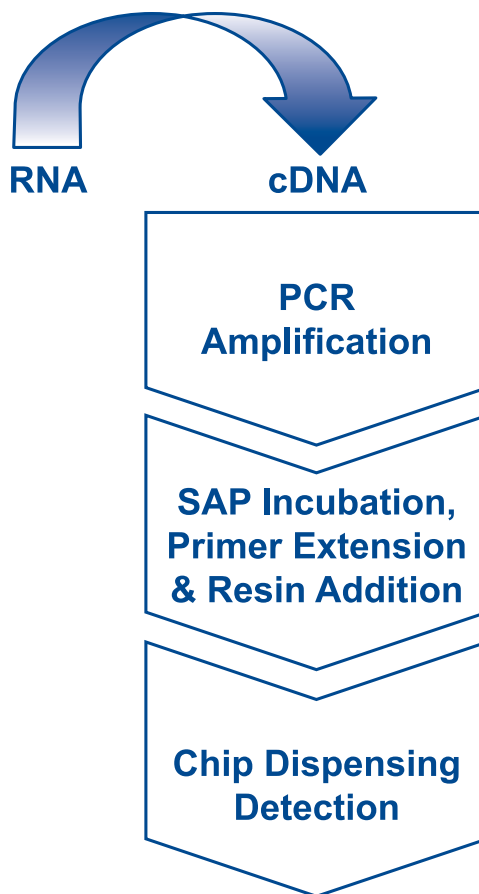 RNA
cDNA
PCR
Amplification
SAP Incubation,
Primer Extension
& Resin Addition
Chip Dispensing
Detection